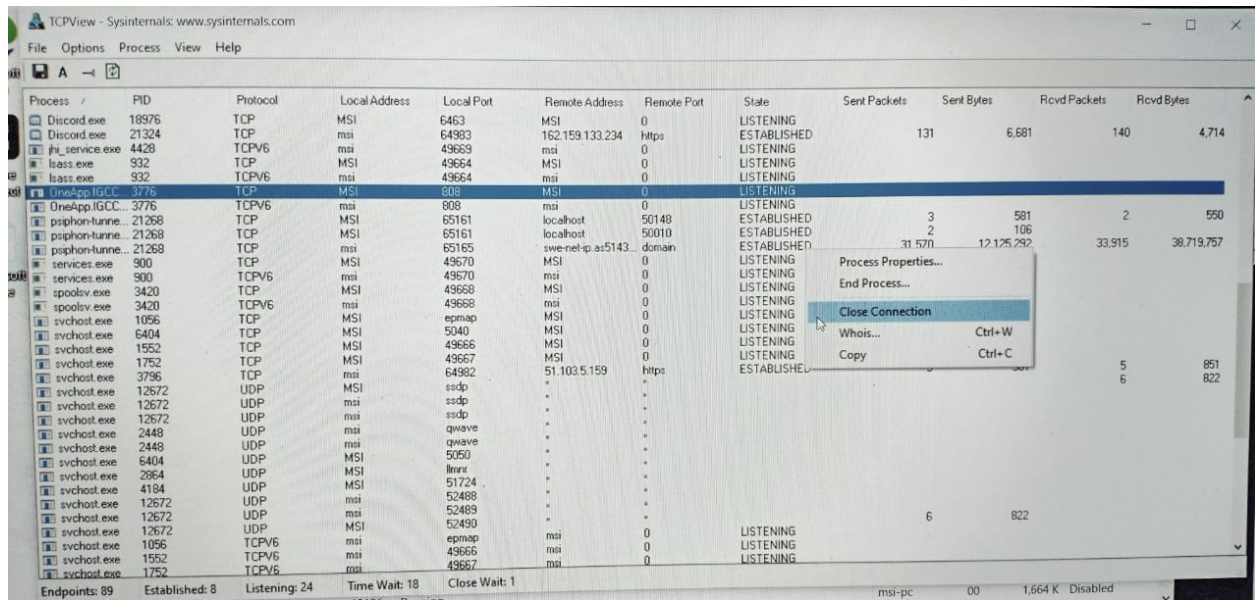 TCPView - Sysinternals: www.sysinternals.com
File Options Process View Help
A
Process / PID Protocol Local Address Local Port Remote Address Remote Port State Sent Packets Sent Bytes Rcvd Packets Rcvd Bytes
Discord.exe 18976 TCP MSI 6463 MSI 0 LISTENING
Discord.exe 21324 TCP msi 64983 162.159.133.234 https ESTABLISHED 131 6,681 140 4,714
jhi_service.exe 4428 TCPV6 msi 49669 msi 0 LISTENING
lsass.exe 932 TCP MSI 49664 MSI 0 LISTENING
lsass.exe 932 TCPV6 msi 49664 msi 0 LISTENING
OneApp.IGCC... 3776 TCP MSI 808 MSI 0 LISTENING
OneApp.IGCC... 3776 TCPV6 msi 808 msi 0 LISTENING
psiphon-tunne... 21268 TCP MSI 65161 localhost 50148 ESTABLISHED 3 581 2 550
psiphon-tunne... 21268 TCP MSI 65161 localhost 50010 ESTABLISHED 2 106
psiphon-tunne... 21268 TCP msi 65165 swe-net-ip.as5143... domain ESTABLISHED 31,570 12,125,292 33,915 38,719,757
services.exe 900 TCP MSI 49670 MSI 0 LISTENING
services.exe 900 TCPV6 msi 49670 msi 0 LISTENING
spoolsv.exe 3420 TCP MSI 49668 MSI 0 LISTENING
spoolsv.exe 3420 TCPV6 msi 49668 msi 0 LISTENING
svchost.exe 1056 TCP MSI epmap MSI 0 LISTENING
svchost.exe 6404 TCP MSI 5040 MSI 0 LISTENING
svchost.exe 1552 TCP MSI 49666 MSI 0 LISTENING
svchost.exe 1752 TCP MSI 49667 MSI 0 LISTENING
svchost.exe 3796 TCP msi 64982 51.103.5.159 https ESTABLISHED 5 851
svchost.exe 12672 UDP MSI ssdp * * 6 822
svchost.exe 12672 UDP msi ssdp * *
svchost.exe 12672 UDP msi ssdp * *
svchost.exe 2448 UDP msi qwave * *
svchost.exe 2448 UDP msi qwave * *
svchost.exe 6404 UDP MSI 5050 * *
svchost.exe 2864 UDP MSI llmnr * *
svchost.exe 4184 UDP MSI 51724 * *
svchost.exe 12672 UDP msi 52488 * *
svchost.exe 12672 UDP msi 52489 * *
svchost.exe 12672 UDP MSI 52490 * * 6 822
svchost.exe 1056 TCPV6 msi epmap msi 0 LISTENING
svchost.exe 1552 TCPV6 msi 49666 msi 0 LISTENING
svchost.exe 1752 TCPV6 msi 49667 msi 0 LISTENING
Process Properties...
End Process...
Close Connection
Whois... Ctrl+W
Copy Ctrl+C
Endpoints: 89 Established: 8 Listening: 24 Time Wait: 18 Close Wait: 1
msi-pc 00 1,664 K Disabled